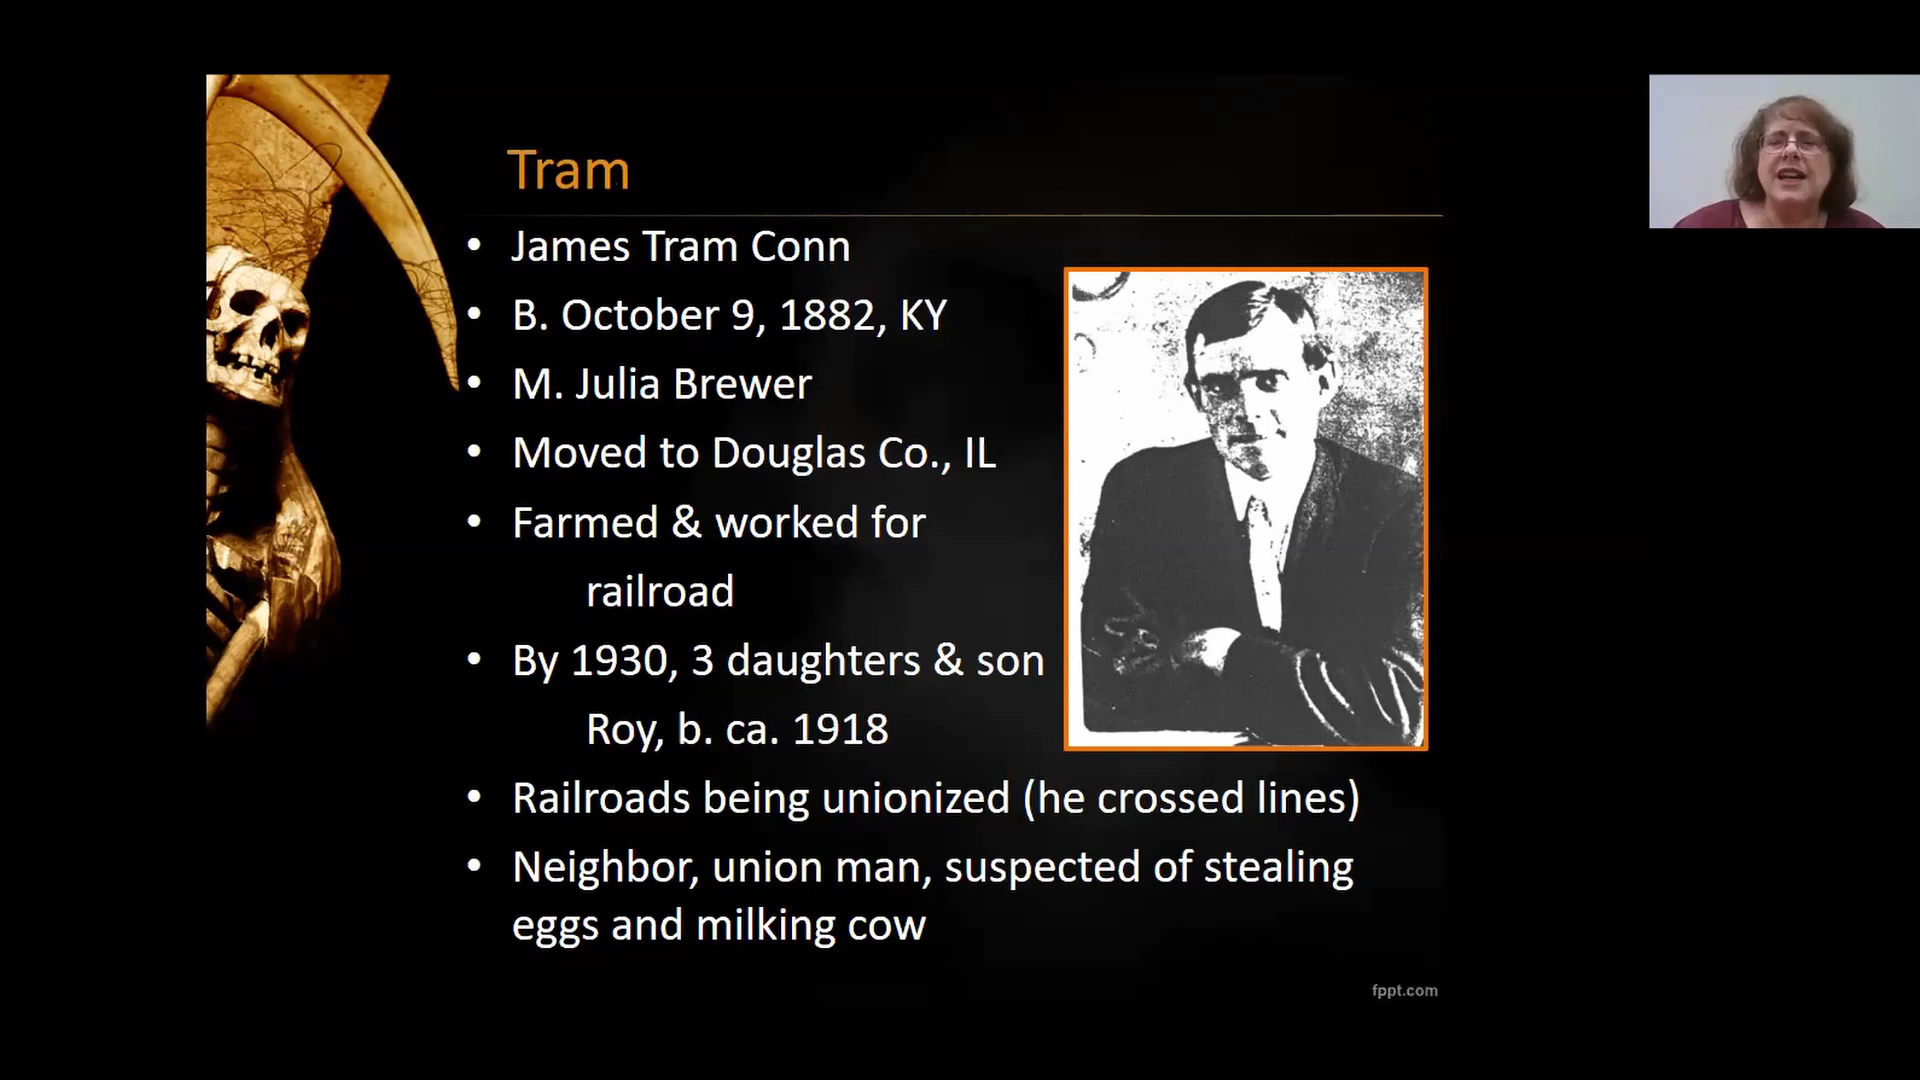 Tram
• James Tram Conn
• B. October 9, 1882, KY
• M. Julia Brewer
• Moved to Douglas Co., IL
• Farmed & worked for
railroad
• By 1930, 3 daughters & son
Roy, b. ca. 1918
• Railroads being unionized (he crossed lines)
• Neighbor, union man, suspected of stealing
eggs and milking cow
fppt.com